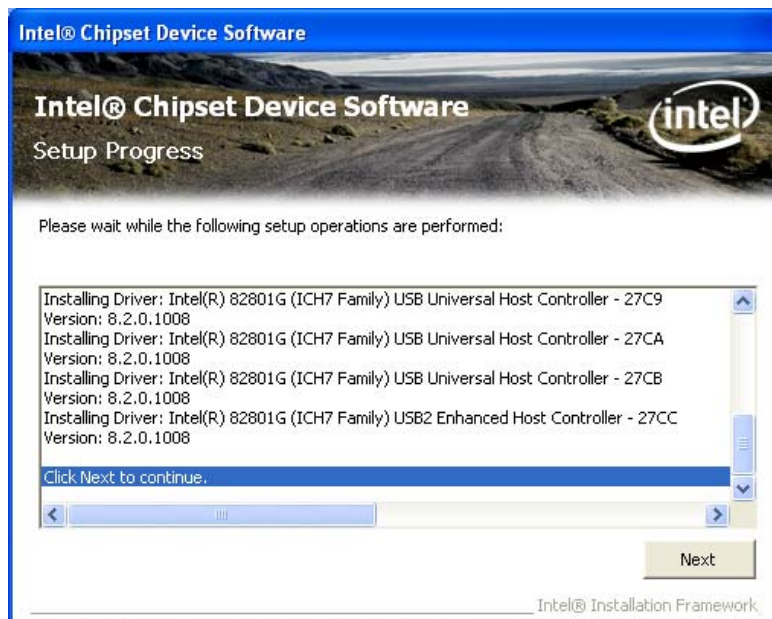 Intel® Chipset Device Software
Intel® Chipset Device Software
intel
Setup Progress
Please wait while the following setup operations are performed:
Installing Driver: Intel(R) 82801G (ICH7 Family) USB Universal Host Controller - 27C9
Version: 8.2.0.1008
Installing Driver: Intel(R) 82801G (ICH7 Family) USB Universal Host Controller - 27CA
Version: 8.2.0.1008
Installing Driver: Intel(R) 82801G (ICH7 Family) USB Universal Host Controller - 27CB
Version: 8.2.0.1008
Installing Driver: Intel(R) 82801G (ICH7 Family) USB2 Enhanced Host Controller - 27CC
Version: 8.2.0.1008
Click Next to continue.
Next
Intel® Installation Framework